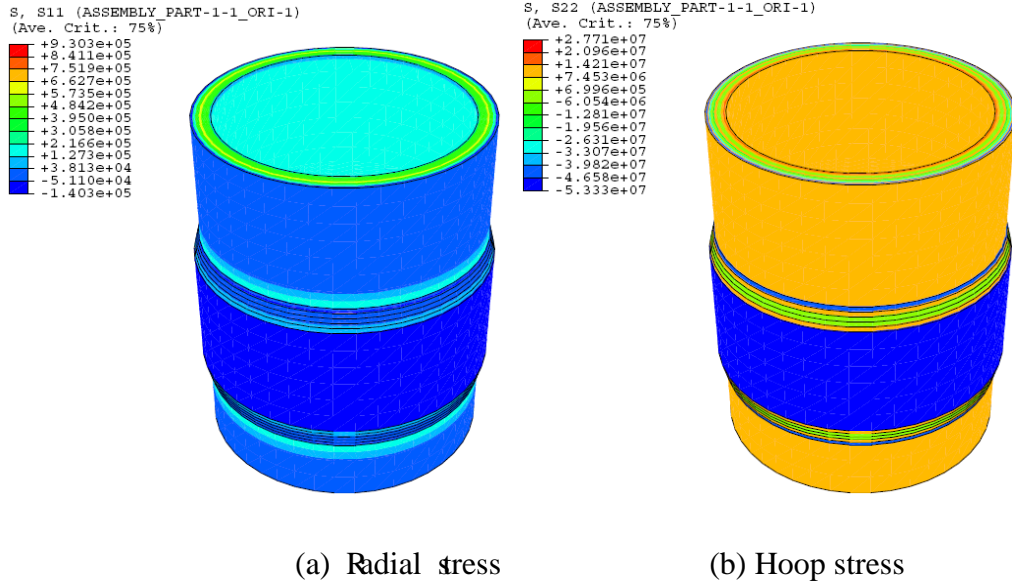 S, S11 (ASSEMBLY_PART-1-1_ORI-1)
(Ave. Crit.: 75%)
+9.303e+05
+8.411e+05
+7.519e+05
+6.627e+05
+5.735e+05
+4.842e+05
+3.950e+05
+3.058e+05
+2.166e+05
+1.273e+05
+3.813e+04
-5.110e+04
-1.403e+05
S, S22 (ASSEMBLY_PART-1-1_ORI-1)
(Ave. Crit.: 75%)
+2.771e+07
+2.096e+07
+1.421e+07
+7.453e+06
+6.996e+05
-6.054e+06
-1.281e+07
-1.956e+07
-2.631e+07
-3.307e+07
-3.982e+07
-4.658e+07
-5.333e+07
(a) Radial stress
(b) Hoop stress